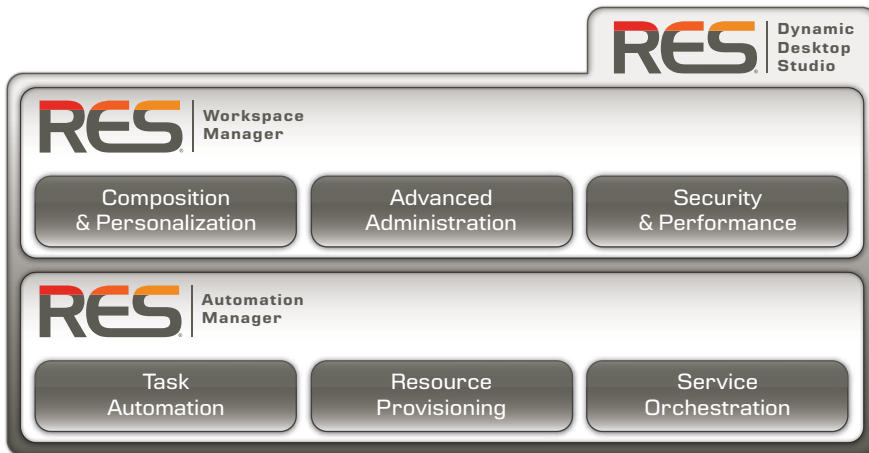 RES® Dynamic
Desktop
Studio
RES® Workspace
Manager
Composition
& Personalization
Advanced
Administration
Security
& Performance
RES® Automation
Manager
Task
Automation
Resource
Provisioning
Service
Orchestration